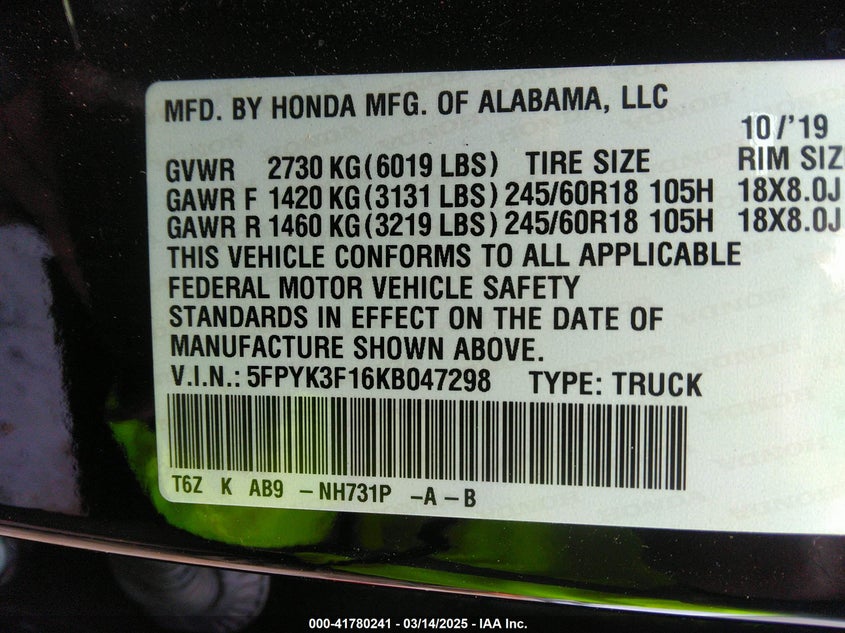 MFD. BY HONDA MFG. OF ALABAMA, LLC
10/'19
GVWR 2730 KG (6019 LBS) TIRE SIZE RIM SIZ
GAWR F 1420 KG (3131 LBS) 245/60R18 105H 18X8.0J
GAWR R 1460 KG (3219 LBS) 245/60R18 105H 18X8.0J
THIS VEHICLE CONFORMS TO ALL APPLICABLE
FEDERAL MOTOR VEHICLE SAFETY
STANDARDS IN EFFECT ON THE DATE OF
MANUFACTURE SHOWN ABOVE.
V.I.N.: 5FPYK3F16KB047298 TYPE: TRUCK
T6Z K AB9 -NH731P -A-B
000-41780241 - 03/14/2025 - IAA Inc.